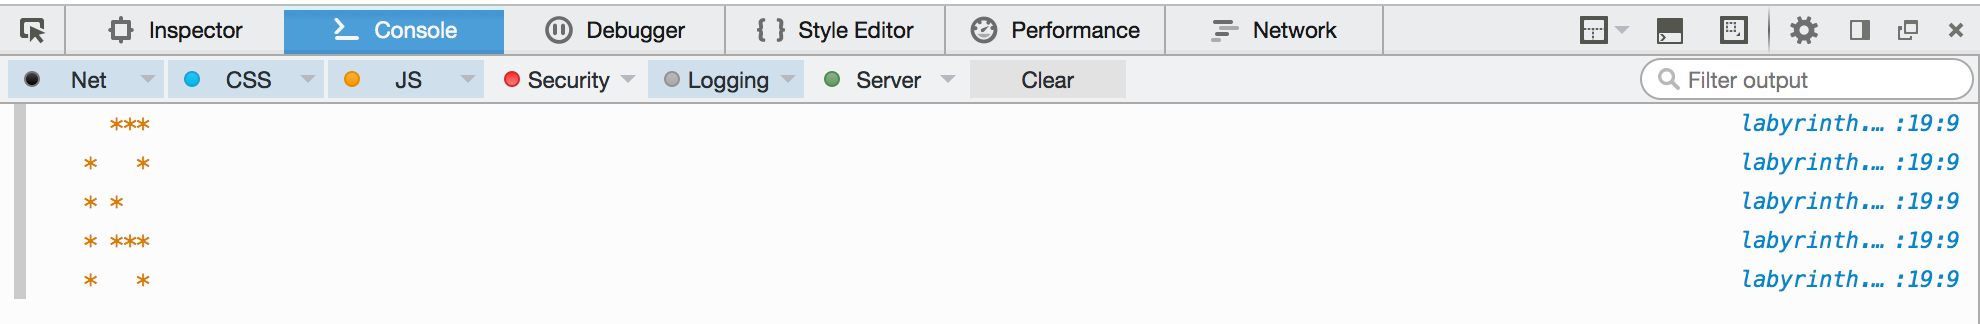 Inspector Console Debugger { } Style Editor Performance Network
Net CSS JS Security Logging Server Clear Filter output
  *** labyrinth.… :19:9
*   * labyrinth.… :19:9
* * labyrinth.… :19:9
* *** labyrinth.… :19:9
*   * labyrinth.… :19:9